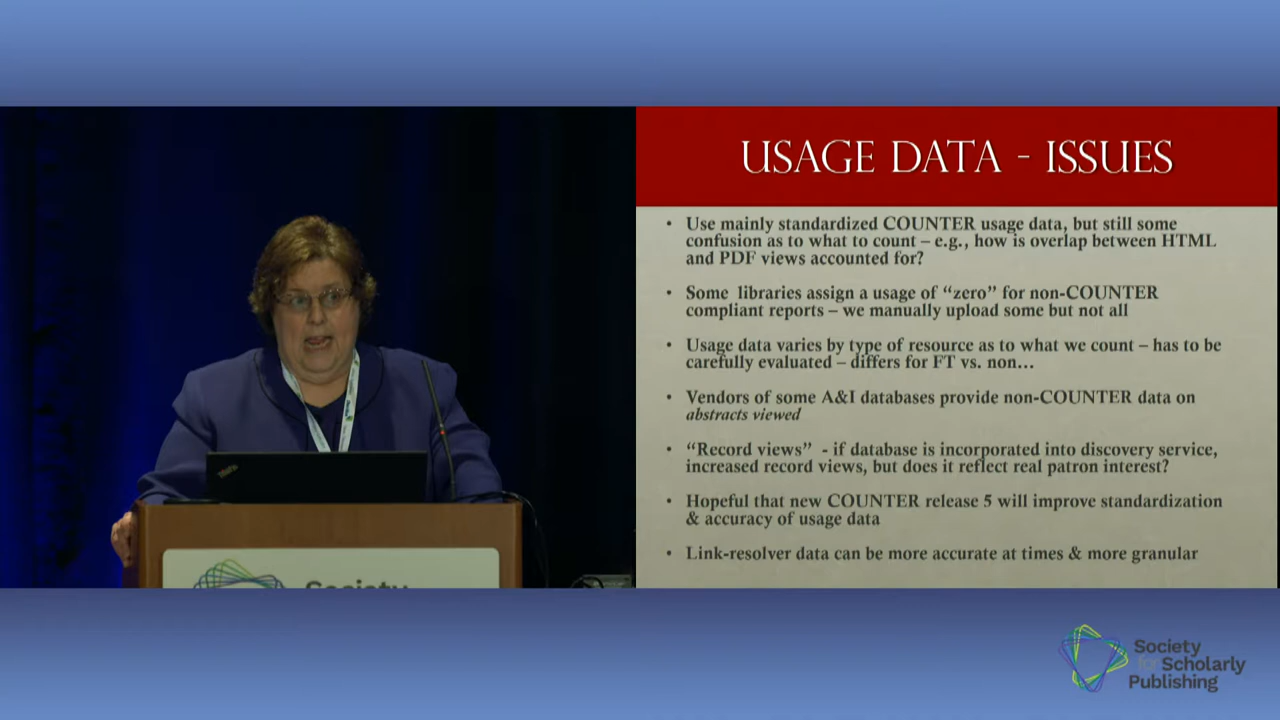 USAGE DATA - ISSUES
• Use mainly standardized COUNTER usage data, but still some
confusion as to what to count – e.g., how is overlap between HTML
and PDF views accounted for?
• Some libraries assign a usage of “zero” for non-COUNTER
compliant reports – we manually upload some but not all
• Usage data varies by type of resource as to what we count – has to be
carefully evaluated – differs for FT vs. non…
• Vendors of some A&I databases provide non-COUNTER data on
abstracts viewed
• “Record views” - if database is incorporated into discovery service,
increased record views, but does it reflect real patron interest?
• Hopeful that new COUNTER release 5 will improve standardization
& accuracy of usage data
• Link-resolver data can be more accurate at times & more granular
Society
Society
for Scholarly
Publishing